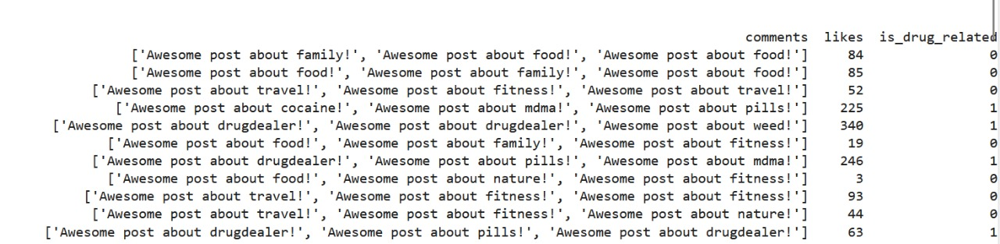 comments likes is_drug_related
['Awesome post about family!', 'Awesome post about food!', 'Awesome post about food!'] 84 0
['Awesome post about food!', 'Awesome post about family!', 'Awesome post about food!'] 85 0
['Awesome post about travel!', 'Awesome post about fitness!', 'Awesome post about travel!'] 52 0
['Awesome post about cocaine!', 'Awesome post about mdma!', 'Awesome post about pills!'] 225 1
['Awesome post about drugdealer!', 'Awesome post about drugdealer!', 'Awesome post about weed!'] 340 1
['Awesome post about food!', 'Awesome post about family!', 'Awesome post about fitness!'] 19 0
['Awesome post about drugdealer!', 'Awesome post about pills!', 'Awesome post about mdma!'] 246 1
['Awesome post about food!', 'Awesome post about nature!', 'Awesome post about fitness!'] 3 0
['Awesome post about travel!', 'Awesome post about fitness!', 'Awesome post about fitness!'] 93 0
['Awesome post about travel!', 'Awesome post about fitness!', 'Awesome post about nature!'] 44 0
['Awesome post about drugdealer!', 'Awesome post about pills!', 'Awesome post about drugdealer!'] 63 1